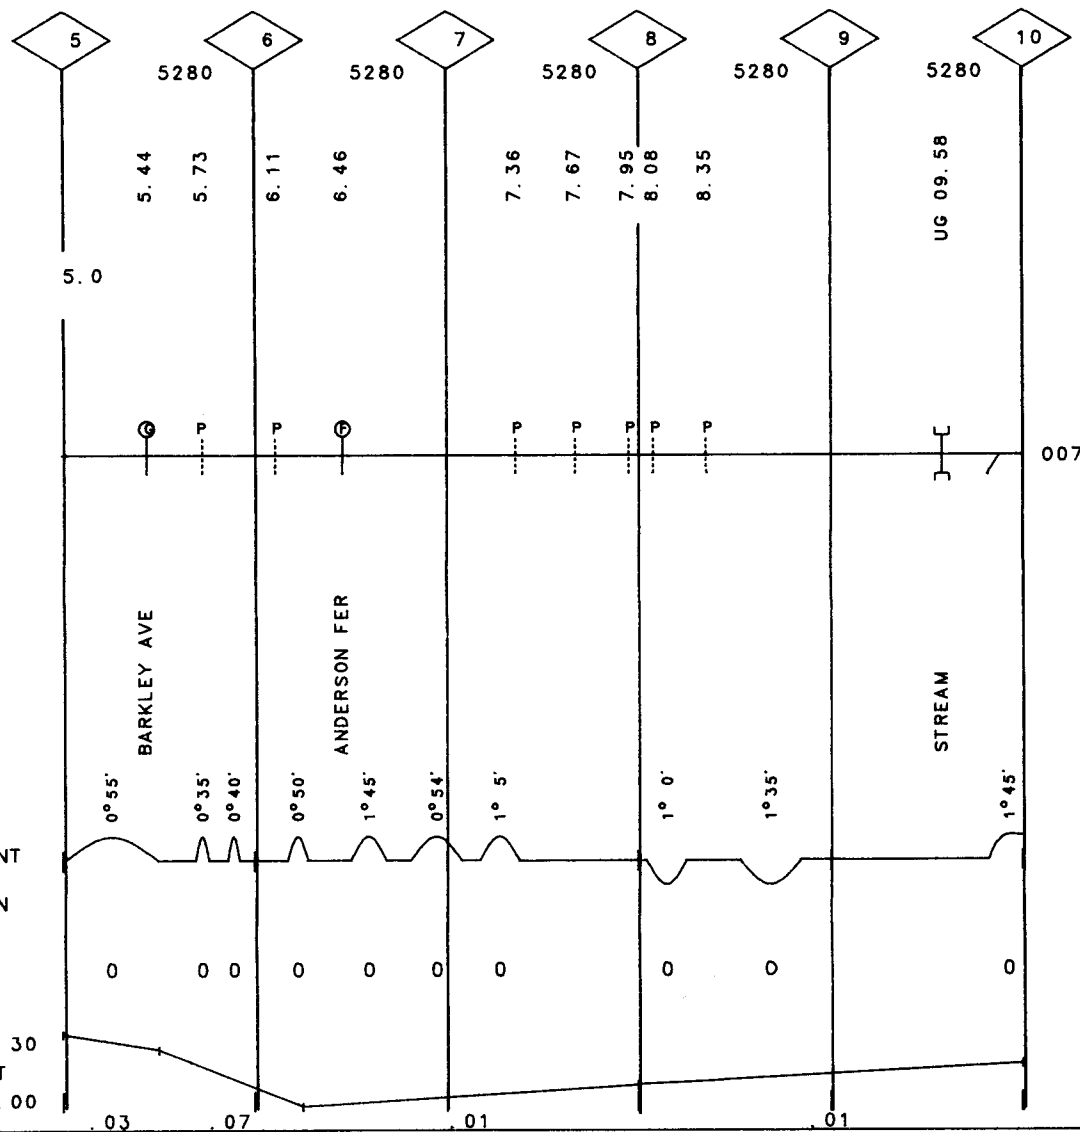 5 6 7 8 9 10
5280 5280 5280 5280 5280
5.44 5.73 6.11 6.46 7.36 7.67 7.95 8.08 8.35 UG 09.58
5.0
G P P F P P P P P
007
BARKLEY AVE ANDERSON FER STREAM
0°55' 0°35' 0°40' 0°50' 1°45' 0°54' 1° 5' 1° 0' 1°35' 1°45'
NT
N
0 0 0 0 0 0 0 0 0 0
30
T
00
.03 .07 .01 .01